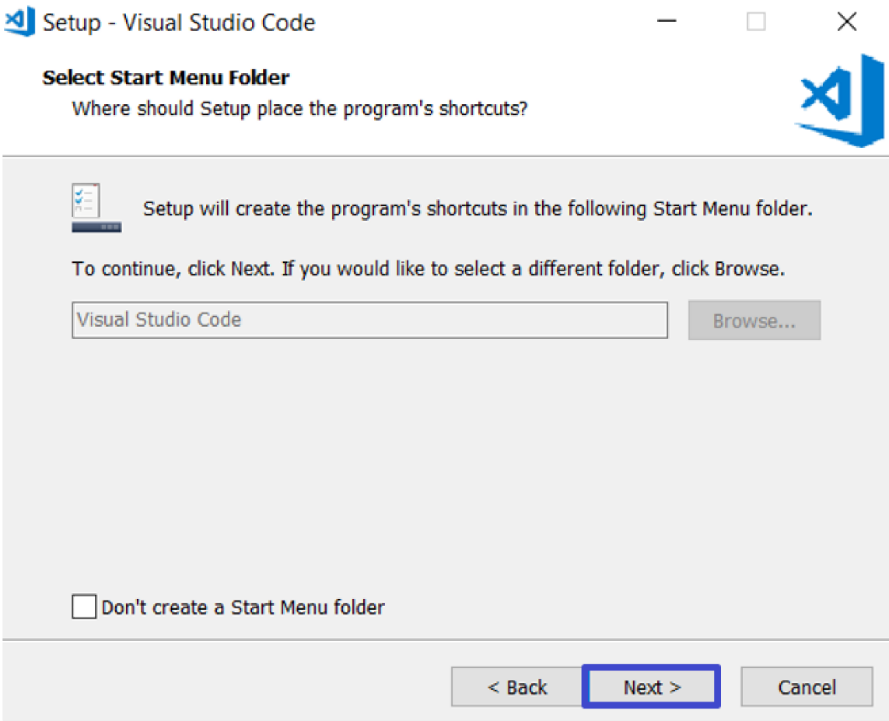 Setup - Visual Studio Code
Select Start Menu Folder
Where should Setup place the program's shortcuts?
Setup will create the program's shortcuts in the following Start Menu folder.
To continue, click Next. If you would like to select a different folder, click Browse.
Visual Studio Code
Browse...
Don't create a Start Menu folder
< Back
Next >
Cancel